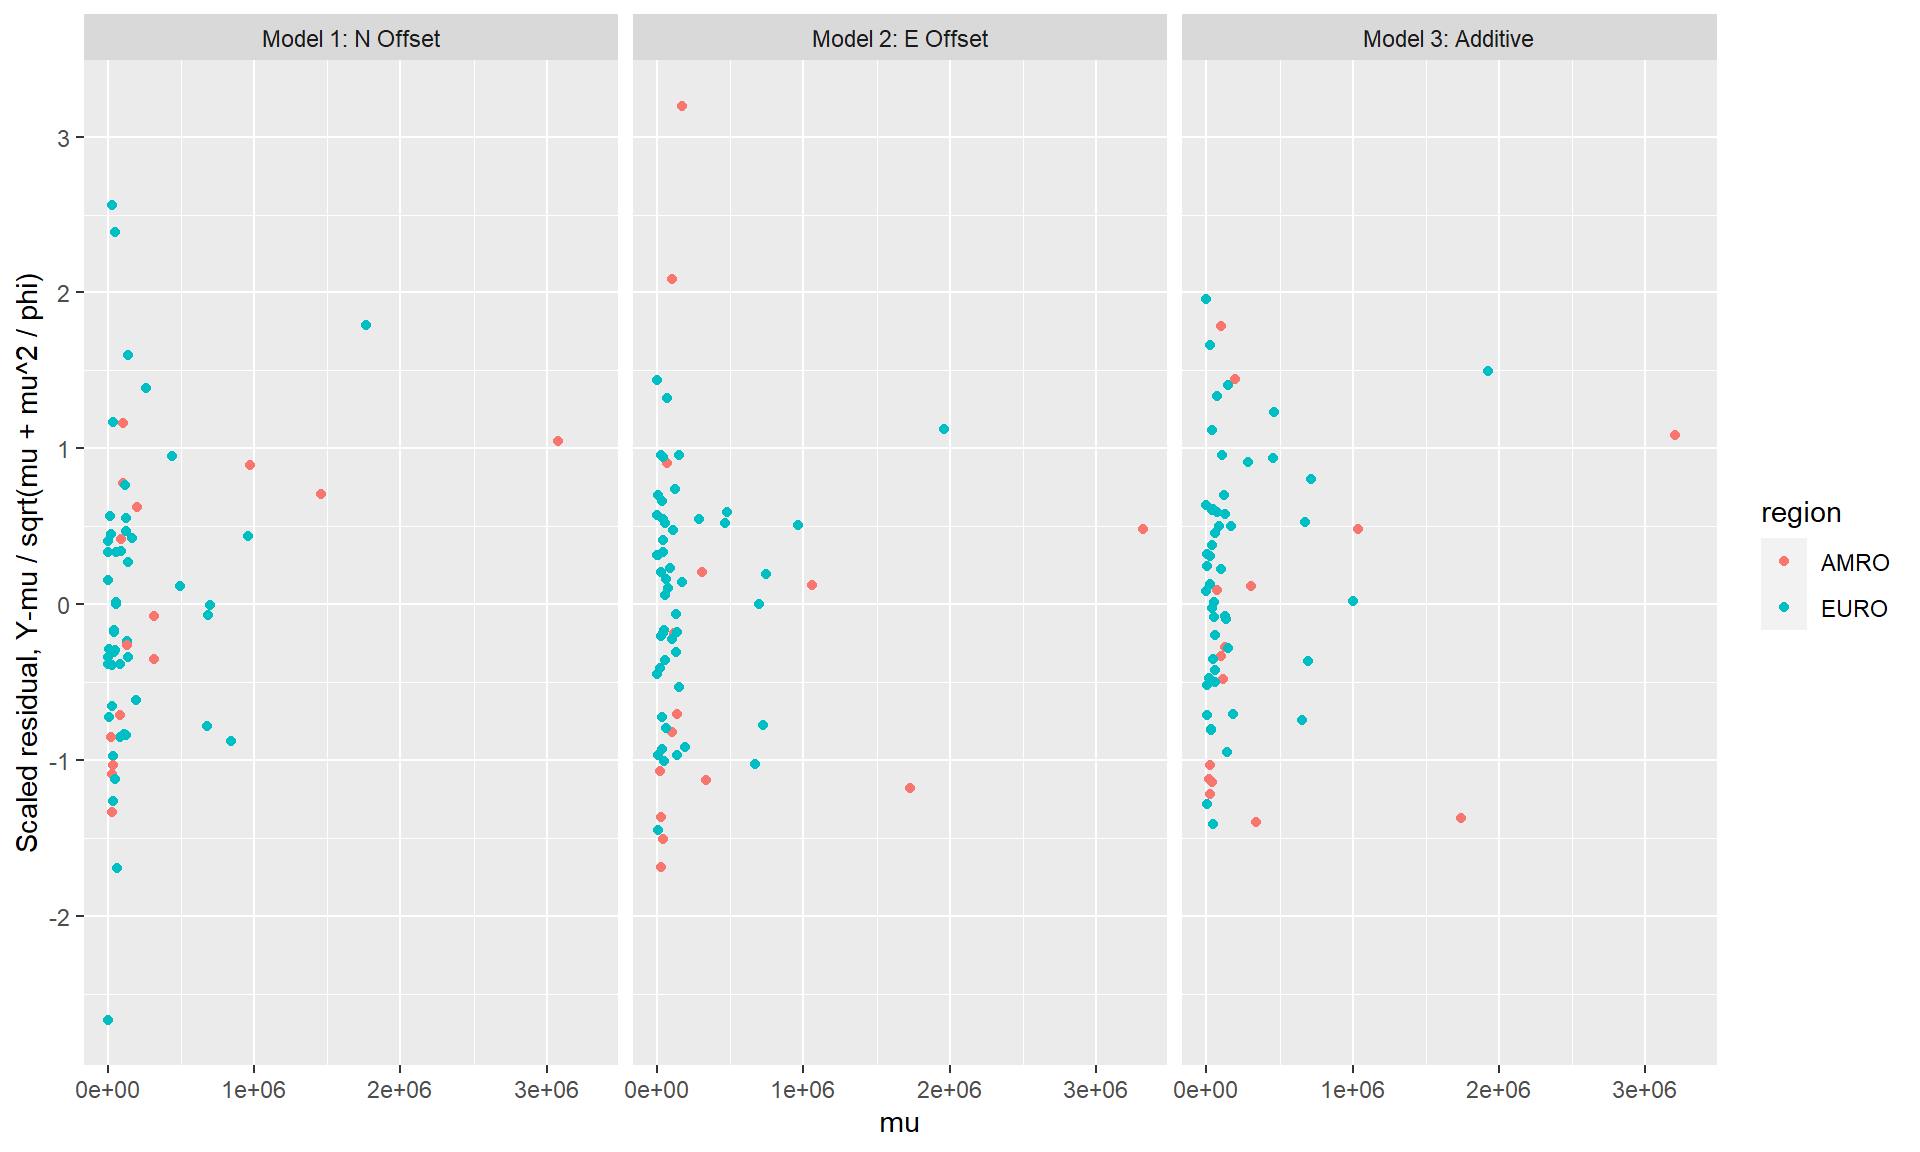 Model 1: N Offset
Model 2: E Offset
Model 3: Additive
Scaled residual, Y-mu / sqrt(mu + mu^2 / phi)
3
2
1
0
-1
-2
0e+00 1e+06 2e+06 3e+06
0e+00 1e+06 2e+06 3e+06
0e+00 1e+06 2e+06 3e+06
mu
region
AMRO
EURO